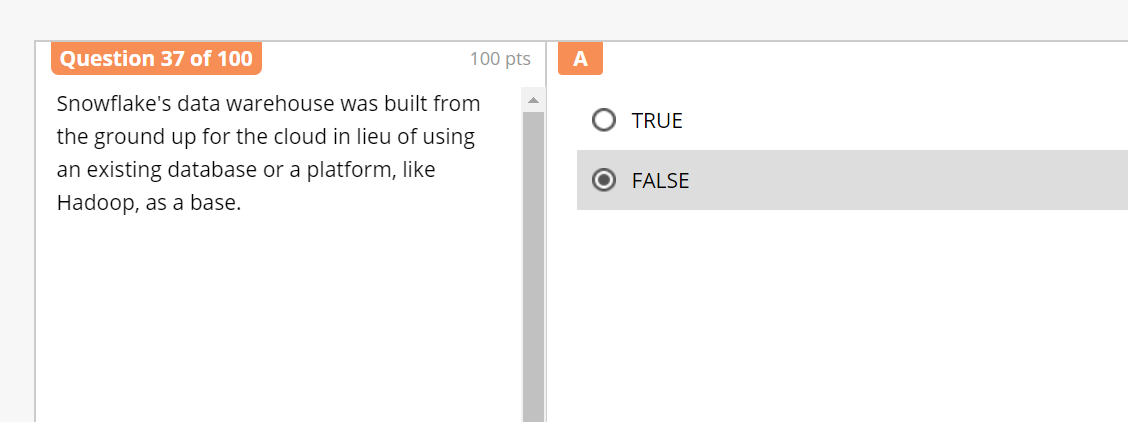 Question 37 of 100
100 pts
Snowflake's data warehouse was built from
the ground up for the cloud in lieu of using
an existing database or a platform, like
Hadoop, as a base.
A
TRUE
FALSE